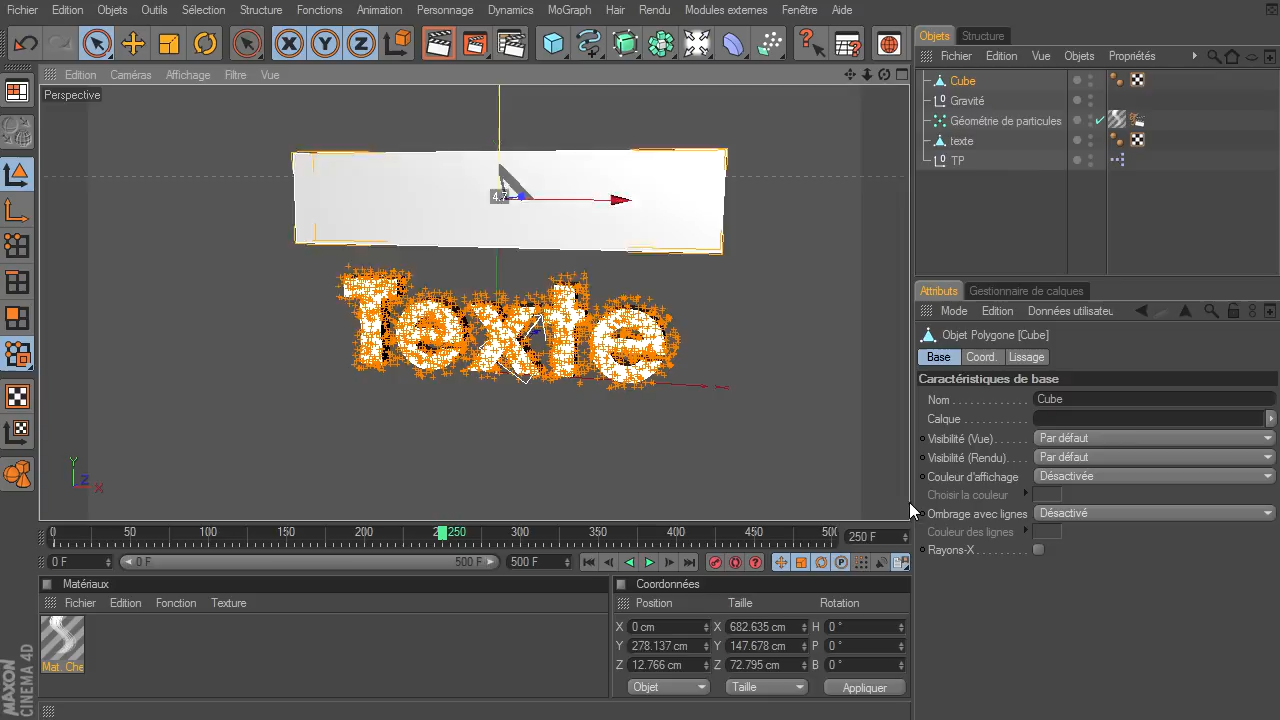 Fichier Edition Objets Outils Sélection Structure Fonctions Animation Personnage Dynamics MoGraph Hair Rendu Modules externes Fenêtre Aide
X Y Z
Objets Structure
Fichier Edition Vue Objets Propriétés
Edition Caméras Affichage Filtre Vue
Perspective
Cube
Gravité
Géométrie de particules
texte
TP
4.7
Texte
Y
Z
X
Attributs Gestionnaire de calques
Mode Edition Données utilisateu
Objet Polygone [Cube]
Base Coord. Lissage
Caractéristiques de base
Nom Cube
Calque
Visibilité (Vue) Par défaut
Visibilité (Rendu) Par défaut
Couleur d'affichage Désactivée
Choisir la couleur
Ombrage avec lignes Désactivé
Couleur des lignes
Rayons-X
0 50 100 150 200 250 300 350 400 450 500 250 F
0 F 0 F 500 F 500 F
Matériaux
Fichier Edition Fonction Texture
Mat. Che
Coordonnées
Position Taille Rotation
X 0 cm X 682.635 cm H 0 °
Y 278.137 cm Y 147.678 cm P 0 °
Z 12.766 cm Z 72.795 cm B 0 °
Objet Taille Appliquer
MAXON
CINEMA 4D